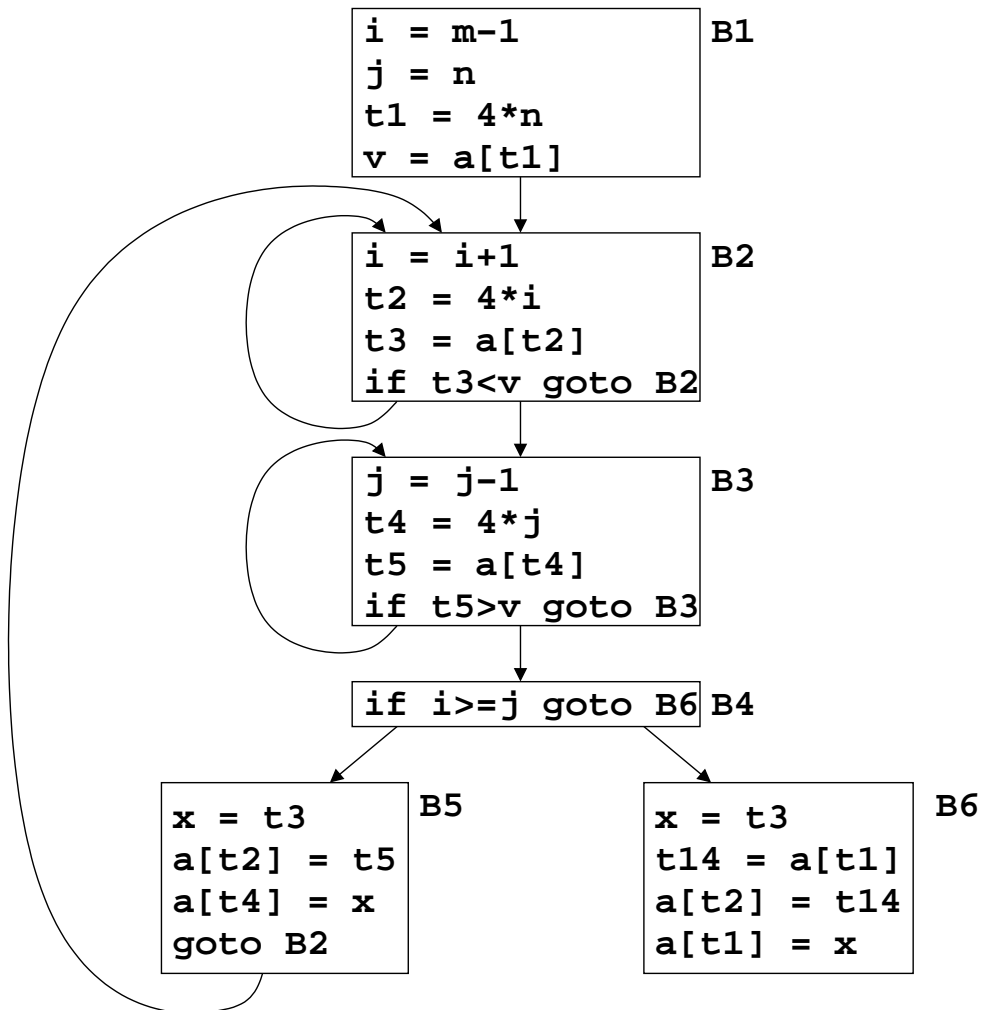 i = m-1
j = n
t1 = 4*n
v = a[t1]
B1
i = i+1
t2 = 4*i
t3 = a[t2]
if t3<v goto B2
B2
j = j-1
t4 = 4*j
t5 = a[t4]
if t5>v goto B3
B3
if i>=j goto B6
B4
x = t3
a[t2] = t5
a[t4] = x
goto B2
B5
x = t3
t14 = a[t1]
a[t2] = t14
a[t1] = x
B6